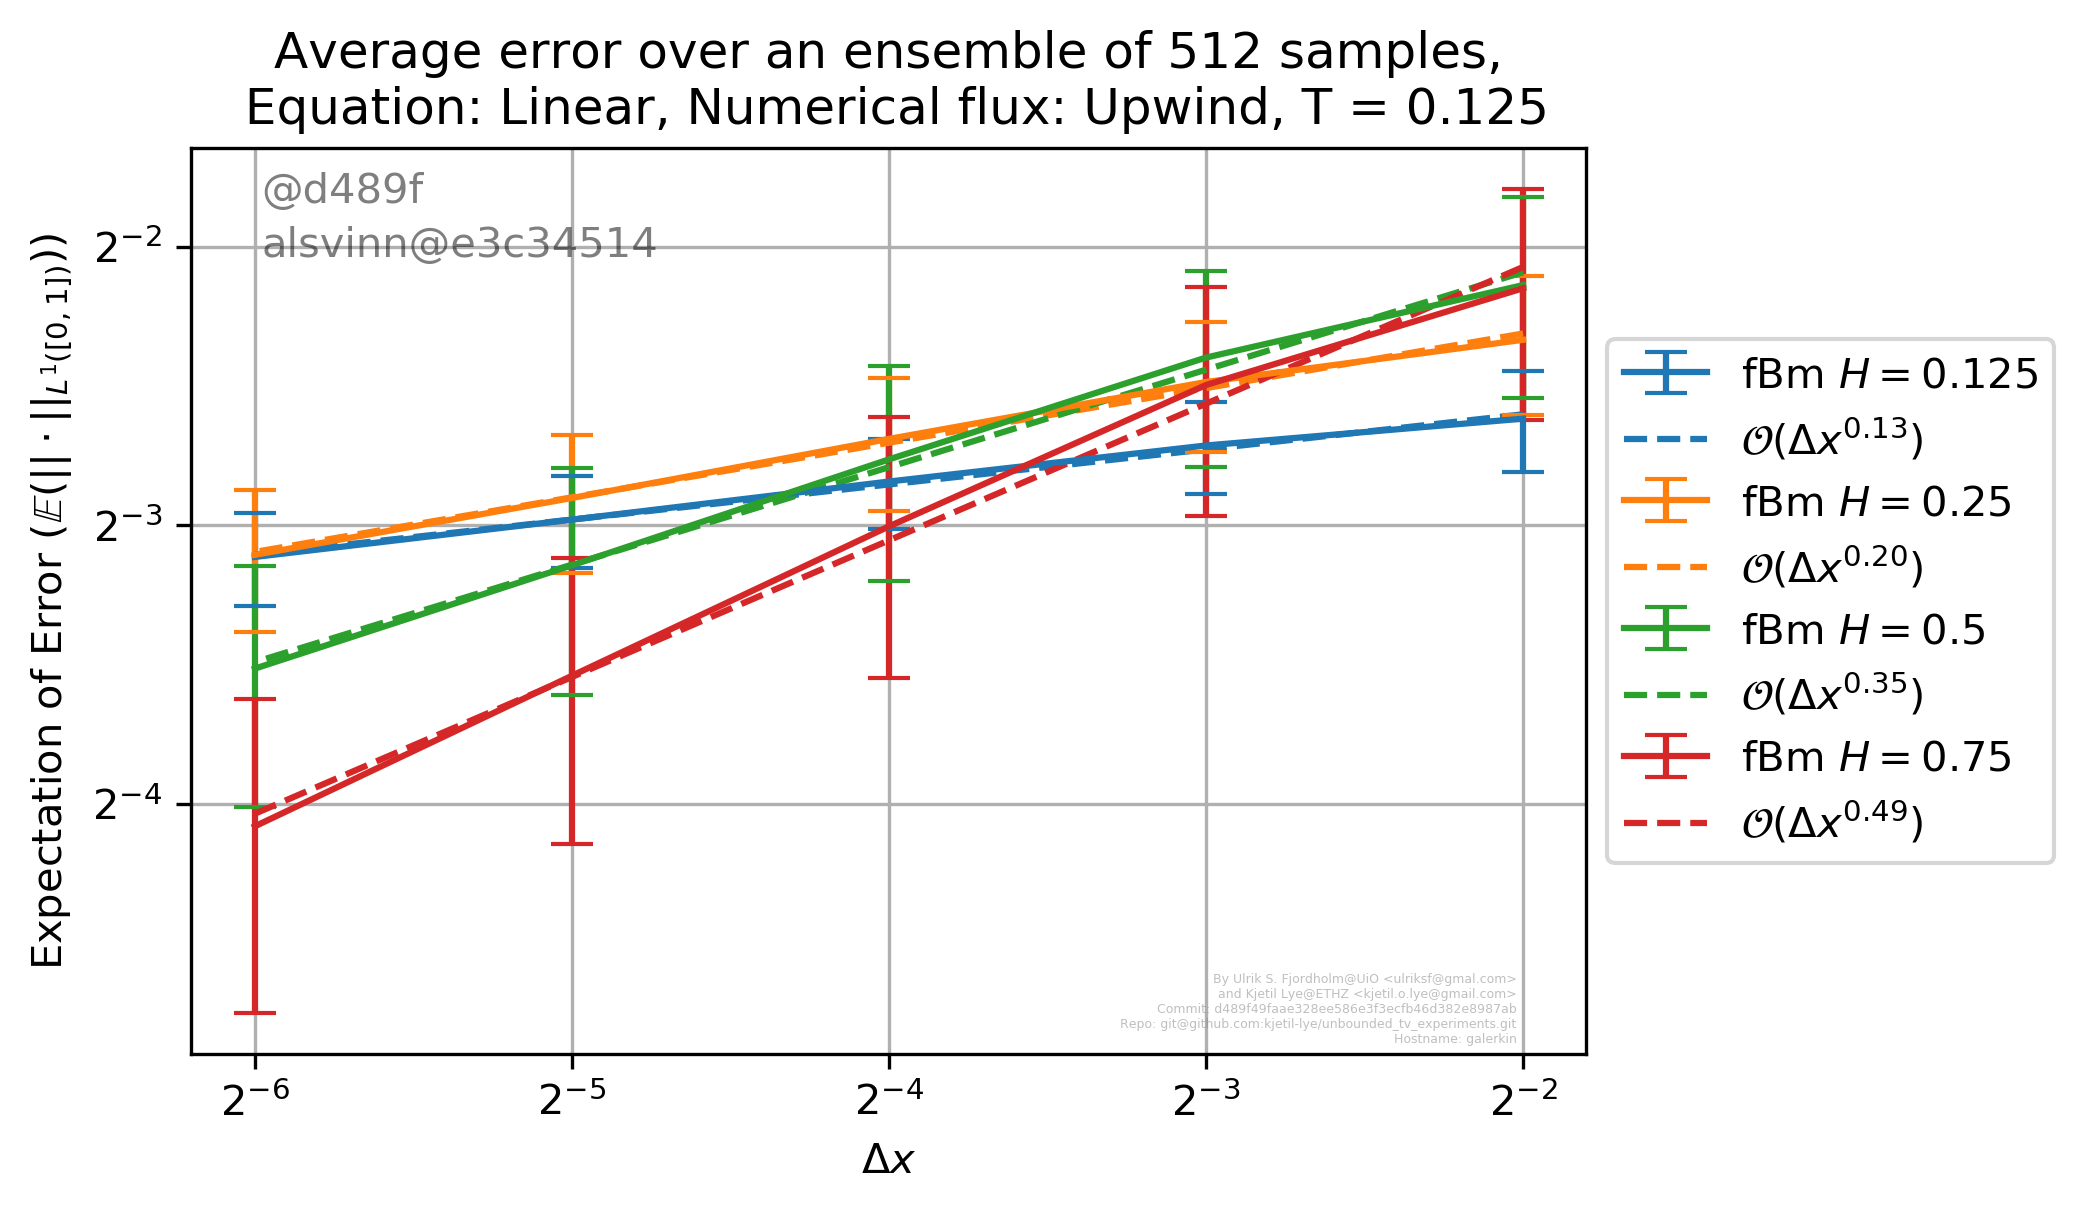 Average error over an ensemble of 512 samples,
Equation: Linear, Numerical flux: Upwind, T = 0.125
@d489f
alsvinn@e3c34514
Expectation of Error (𝔼(||·||_{L^1([0,1])}))
2^{-2}
2^{-3}
2^{-4}
2^{-6}
2^{-5}
2^{-4}
2^{-3}
2^{-2}
Δx
fBm H = 0.125
𝒪(Δx^{0.13})
fBm H = 0.25
𝒪(Δx^{0.20})
fBm H = 0.5
𝒪(Δx^{0.35})
fBm H = 0.75
𝒪(Δx^{0.49})
By Ulrik S. Fjordholm@UiO <ulriksf@gmal.com>
and Kjetil Lye@ETHZ <kjetil.o.lye@gmail.com>
Commit: d489f49faae328ee586e3f3ecfb46d382e8987ab
Repo: git@github.com:kjetil-lye/unbounded_tv_experiments.git
Hostname: galerkin